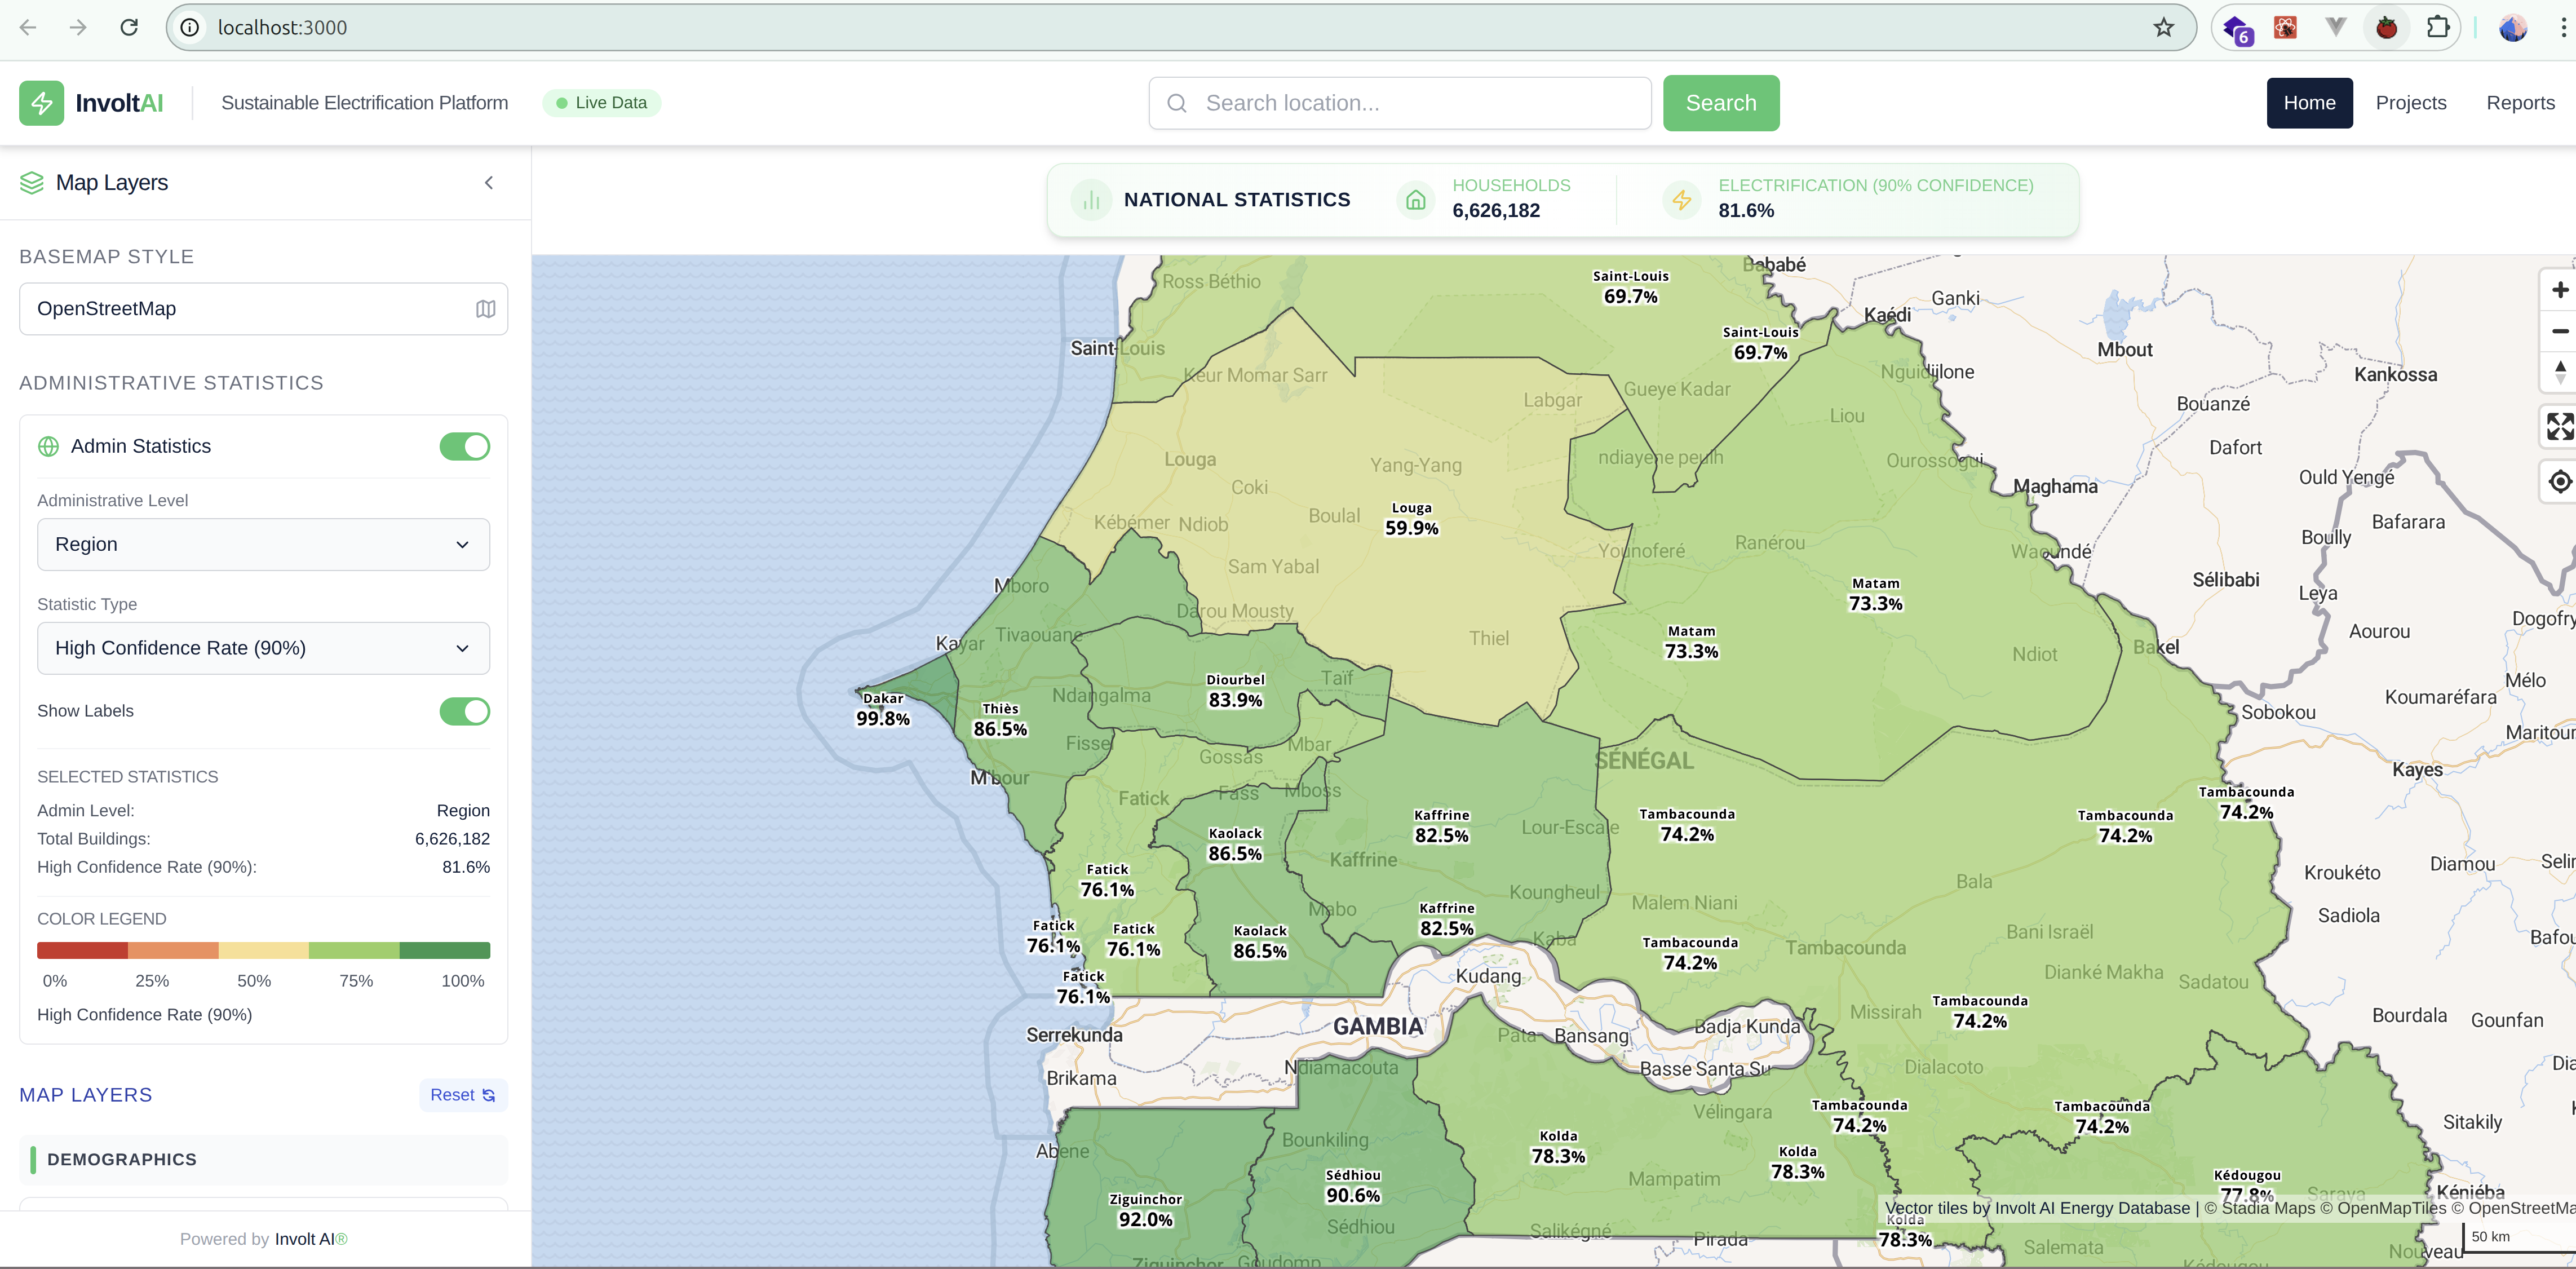 localhost:3000
6
InvoltAI
Sustainable Electrification Platform
Live Data
Search location...
Search
Home
Projects
Reports
Map Layers
BASEMAP STYLE
OpenStreetMap
ADMINISTRATIVE STATISTICS
Admin Statistics
Administrative Level
Region
Statistic Type
High Confidence Rate (90%)
Show Labels
SELECTED STATISTICS
Admin Level: Region
Total Buildings: 6,626,182
High Confidence Rate (90%): 81.6%
COLOR LEGEND
0% 25% 50% 75% 100%
High Confidence Rate (90%)
MAP LAYERS
Reset
DEMOGRAPHICS
Powered by Involt AI®
NATIONAL STATISTICS
HOUSEHOLDS
6,626,182
ELECTRIFICATION (90% CONFIDENCE)
81.6%
Bababé
Ross Béthio
Saint-Louis
69.7%
Ganki
Kaédi
Saint-Louis
69.7%
Saint-Louis
Mbout
Keur Momar Sarr
Nguidjilone
Kankossa
Gueye Kadar
Labgar
Bouanzé
Liou
Dafort
Louga
Yang-Yang
ndiayene peulh
Ourossogui
Ould Yengé
Coki
Maghama
Louga
59.9%
Boulal
Kébémer
Ndiob
Bafarara
Boully
Younoferé
Ranérou
Waoundé
Sam Yabal
Sélibabi
Mboro
Matam
73.3%
Leya
Darou Mousty
Dogofry
Tivaouane
Kayar
Thiel
Matam
73.3%
Aourou
Bakel
Ndiot
Taïf
Diourbel
83.9%
Mélo
Ndangalma
Koumaréfara
Dakar
99.8%
Thiès
86.5%
Sobokou
Fissel
Mbar
Gossas
SÉNÉGAL
M'bour
Kayes
Fatick
Fass
Mboss
Tambacounda
74.2%
Kaffrine
82.5%
Lour-Escale
Tambacounda
74.2%
Tambacounda
74.2%
Kaolack
86.5%
Kaffrine
Diamou
Kroukéto
Fatick
76.1%
Koungheul
Bala
Malem Niani
Mabo
Kaffrine
82.5%
Sadiola
Fatick
76.1%
Fatick
76.1%
Kaolack
86.5%
Kaba
Tambacounda
74.2%
Tambacounda
Bani Israël
Fatick
76.1%
Kudang
Dianké Makha
Sadatou
Tambacounda
74.2%
Missirah
Bourdala
Gounfan
Serrekunda
GAMBIA
Pata
Bansang
Badja Kunda
Ndiamacouta
Basse Santa Su
Dialacoto
Brikama
Vélingara
Tambacounda
74.2%
Tambacounda
74.2%
Sitakily
Abene
Bounkiling
Kolda
78.3%
Kolda
78.3%
Sédhiou
90.6%
Mampatim
Kédougou
77.8%
Saraya
Kéniéba
Ziguinchor
92.0%
Vector tiles by Involt AI Energy Database | © Stadia Maps © OpenMapTiles © OpenStreetMa
Kolda
78.3%
Sédhiou
Salikégné
Pirada
50 km
Salemata
Nouveau
Ziguinchor
Goudomp
Kédougou